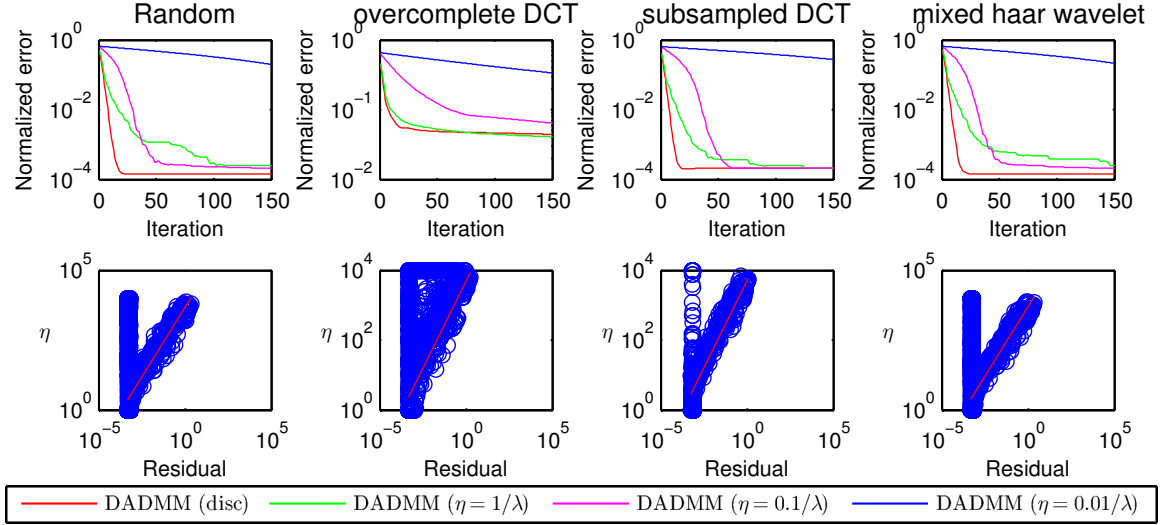 Random
overcomplete DCT
subsampled DCT
mixed haar wavelet
10^0
10^-2
10^-4
Normalized error
0 50 100 150
Iteration
10^0
10^-1
10^-2
Normalized error
0 50 100 150
Iteration
10^0
10^-2
10^-4
Normalized error
0 50 100 150
Iteration
10^0
10^-2
10^-4
Normalized error
0 50 100 150
Iteration
10^5
10^0
η
10^-5 10^0 10^5
Residual
10^4
10^2
10^0
η
10^-5 10^0 10^5
Residual
10^4
10^2
10^0
η
10^-5 10^0 10^5
Residual
10^5
10^0
η
10^-5 10^0 10^5
Residual
DADMM (disc)
DADMM (η = 1/λ)
DADMM (η = 0.1/λ)
DADMM (η = 0.01/λ)